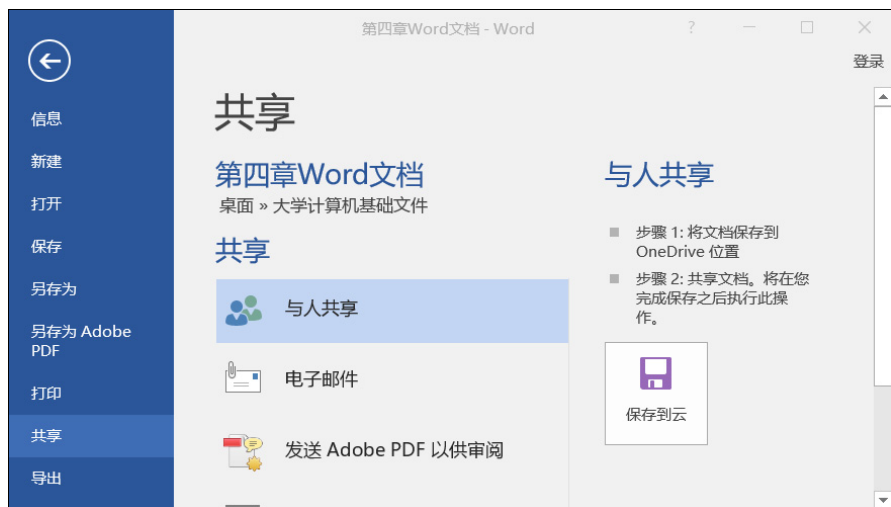 第四章Word文档 - Word
?
登录
信息
新建
打开
保存
另存为
另存为 Adobe
PDF
打印
共享
导出
共享
第四章Word文档
桌面 » 大学计算机基础文件
共享
与人共享
电子邮件
发送 Adobe PDF 以供审阅
与人共享
步骤 1: 将文档保存到
OneDrive 位置
步骤 2: 共享文档。将在您
完成保存之后执行此操
作。
保存到云